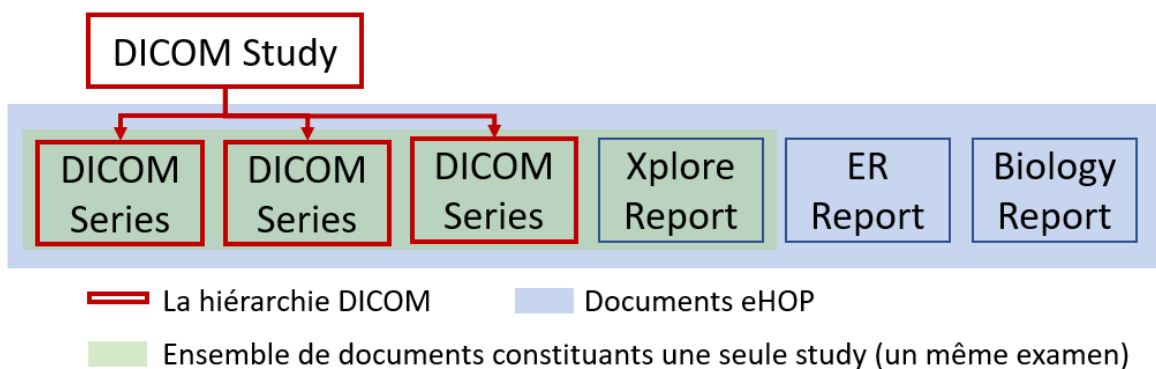 DICOM Study
DICOM Series
DICOM Series
DICOM Series
Xplore Report
ER Report
Biology Report
La hiérarchie DICOM
Documents eHOP
Ensemble de documents constituants une seule study (un même examen)